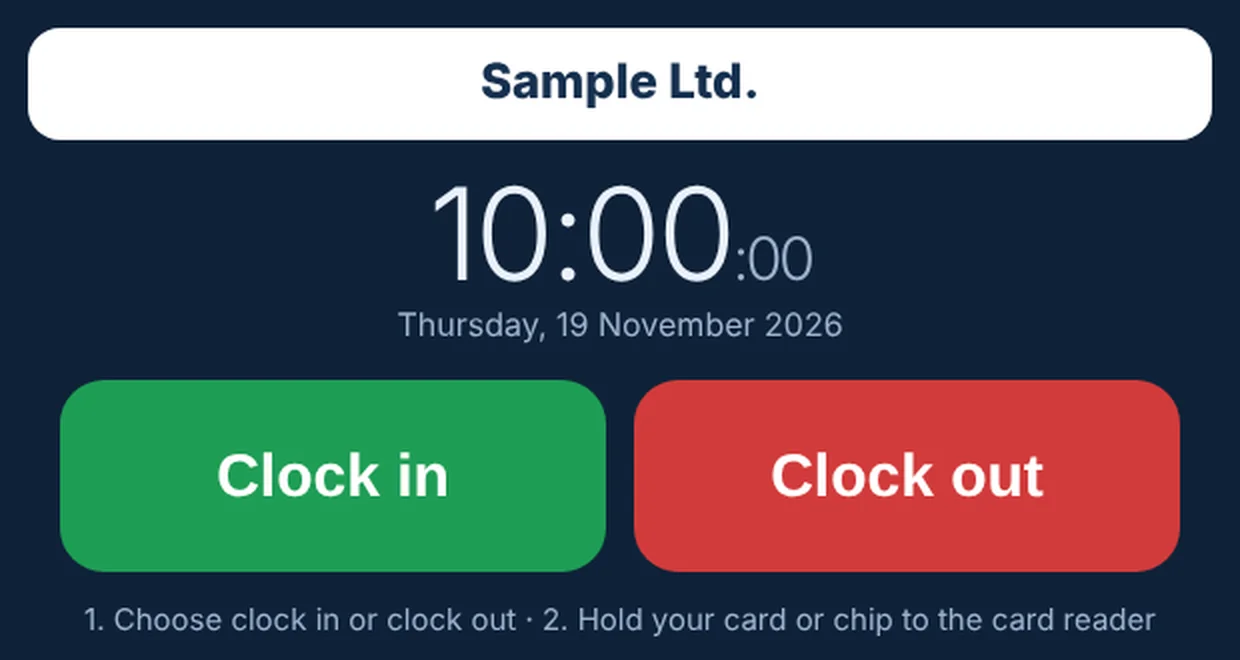 Sample Ltd.
10:00:00
Thursday, 19 November 2026
Clock in
Clock out
1. Choose clock in or clock out · 2. Hold your card or chip to the card reader